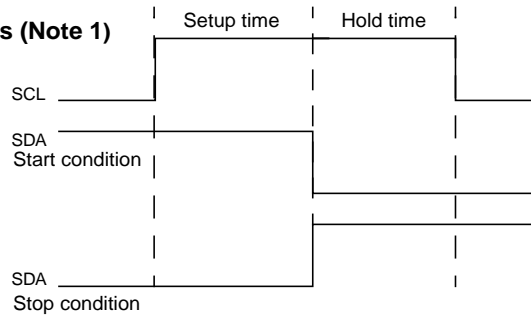 s (Note 1)
Setup time
Hold time
SCL
SDA
Start condition
SDA
Stop condition